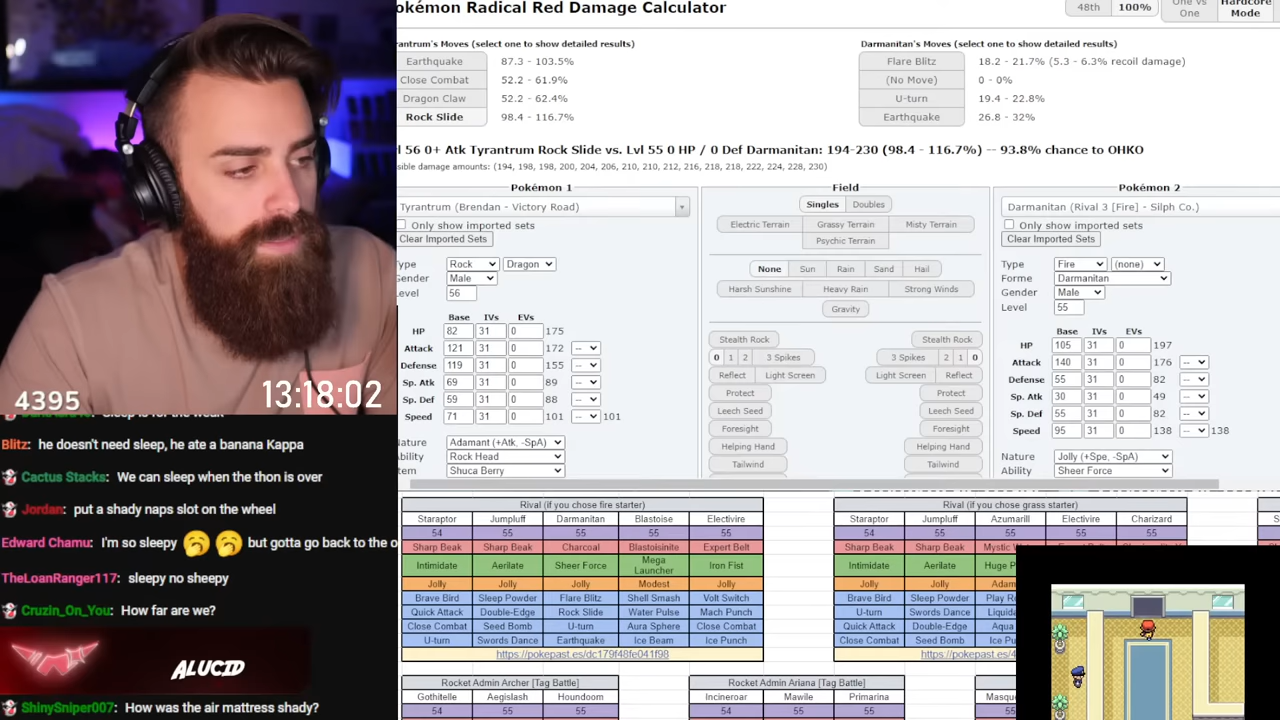 okémon Radical Red Damage Calculator
48th 100% One vs One Hardcore Mode
rantrum's Moves (select one to show detailed results)
Earthquake 87.3 - 103.5%
Close Combat 52.2 - 61.9%
Dragon Claw 52.2 - 62.4%
Rock Slide 98.4 - 116.7%
Darmanitan's Moves (select one to show detailed results)
Flare Blitz 18.2 - 21.7% (5.3 - 6.3% recoil damage)
(No Move) 0 - 0%
U-turn 19.4 - 22.8%
Earthquake 26.8 - 32%
l 56 0+ Atk Tyrantrum Rock Slide vs. Lvl 55 0 HP / 0 Def Darmanitan: 194-230 (98.4 - 116.7%) -- 93.8% chance to OHKO
sible damage amounts: (194, 198, 198, 200, 204, 206, 210, 210, 212, 216, 218, 218, 222, 224, 228, 230)
Pokémon 1
Tyrantrum (Brendan - Victory Road)
Only show imported sets
Clear Imported Sets
Type Rock Dragon
Gender Male
Level 56
Base IVs EVs
HP 82 31 0 175
Attack 121 31 0 172 --
Defense 119 31 0 155 --
Sp. Atk 69 31 0 89 --
Sp. Def 59 31 0 88 --
Speed 71 31 0 101 -- 101
Nature Adamant (+Atk, -SpA)
Ability Rock Head
tem Shuca Berry
Field
Singles Doubles
Electric Terrain Grassy Terrain Misty Terrain
Psychic Terrain
None Sun Rain Sand Hail
Harsh Sunshine Heavy Rain Strong Winds
Gravity
Stealth Rock Stealth Rock
0 1 2 3 Spikes 3 Spikes 2 1 0
Reflect Light Screen Light Screen Reflect
Protect Protect
Leech Seed Leech Seed
Foresight Foresight
Helping Hand Helping Hand
Tailwind Tailwind
Pokémon 2
Darmanitan (Rival 3 [Fire] - Silph Co.)
Only show imported sets
Clear Imported Sets
Type Fire (none)
Forme Darmanitan
Gender Male
Level 55
Base IVs EVs
HP 105 31 0 197
Attack 140 31 0 176 --
Defense 55 31 0 82 --
Sp. Atk 30 31 0 49 --
Sp. Def 55 31 0 82 --
Speed 95 31 0 138 -- 138
Nature Jolly (+Spe, -SpA)
Ability Sheer Force
4395
13:18:02
Blitz: he doesn't need sleep, he ate a banana Kappa
Cactus Stacks: We can sleep when the thon is over
Jordan: put a shady naps slot on the wheel
Edward Chamu: I'm so sleepy but gotta go back to the o
TheLoanRanger117: sleepy no sheepy
Cruzin_On_You: How far are we?
ALUCID
ShinySniper007: How was the air mattress shady?
Rival (if you chose fire starter)
Staraptor Jumpluff Darmanitan Blastoise Electivire
54 55 55 55 55
Sharp Beak Sharp Beak Charcoal Blastoisinite Expert Belt
Intimidate Aerilate Sheer Force Mega Launcher Iron Fist
Jolly Jolly Jolly Modest Jolly
Brave Bird Sleep Powder Flare Blitz Shell Smash Volt Switch
Quick Attack Double-Edge Rock Slide Water Pulse Mach Punch
Close Combat Seed Bomb U-turn Aura Sphere Close Combat
U-turn Swords Dance Earthquake Ice Beam Ice Punch
https://pokepast.es/dc179f48fe041f98
Rival (if you chose grass starter)
Staraptor Jumpluff Azumarill Electivire Charizard
54 55 55 55 55
Sharp Beak Sharp Beak Mystic
Intimidate Aerilate Huge P
Jolly Jolly Adam
Brave Bird Sleep Powder Play R
U-turn Swords Dance Liquida
Quick Attack Double-Edge Aqua
Close Combat Seed Bomb Ice Pu
https://pokepast.es/4
Rocket Admin Archer [Tag Battle]
Gothitelle Aegislash Houndoom
54 55 55
Rocket Admin Ariana [Tag Battle]
Incineroar Mawile Primarina
54 55 55
Masque
55